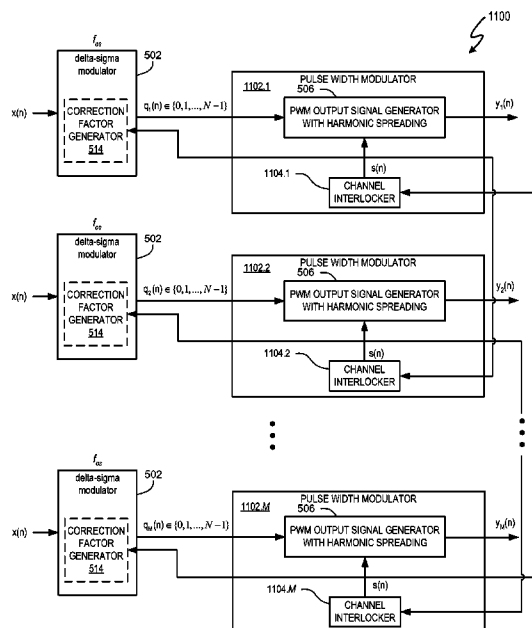 1100
f_os
delta-sigma
modulator
502
x(n)
CORRECTION
FACTOR
GENERATOR
514
q₁(n) ∈ {0, 1, ..., N – 1}
PULSE WIDTH MODULATOR
1102.1
506
PWM OUTPUT SIGNAL GENERATOR
WITH HARMONIC SPREADING
y₁(n)
s(n)
1104.1
CHANNEL
INTERLOCKER
f_os
delta-sigma
modulator
502
x(n)
CORRECTION
FACTOR
GENERATOR
514
q₂(n) ∈ {0, 1, ..., N – 1}
PULSE WIDTH MODULATOR
1102.2
506
PWM OUTPUT SIGNAL GENERATOR
WITH HARMONIC SPREADING
y₂(n)
s(n)
1104.2
CHANNEL
INTERLOCKER
f_os
delta-sigma
modulator
502
x(n)
CORRECTION
FACTOR
GENERATOR
514
q_M(n) ∈ {0, 1, ..., N – 1}
PULSE WIDTH MODULATOR
1102.M
506
PWM OUTPUT SIGNAL GENERATOR
WITH HARMONIC SPREADING
y_M(n)
s(n)
1104.M
CHANNEL
INTERLOCKER